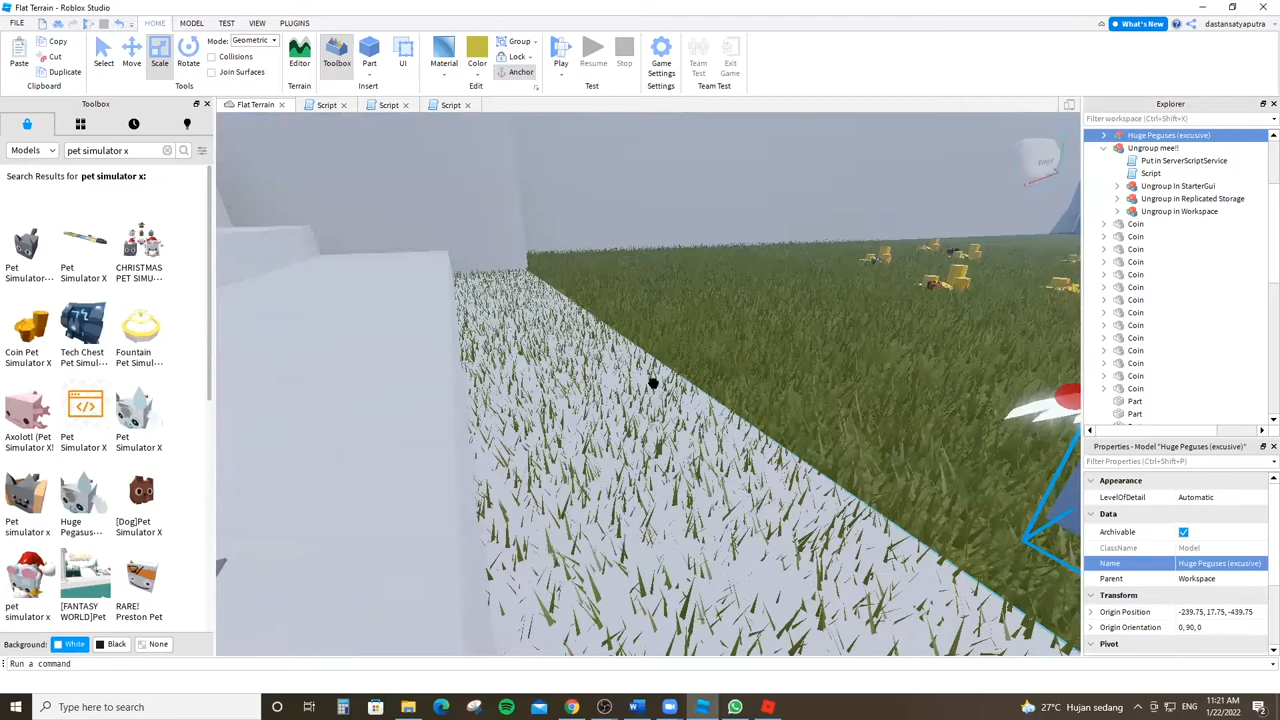 Flat Terrain - Roblox Studio
FILE HOME MODEL TEST VIEW PLUGINS What's New dastansatyaputra
Paste Copy Cut Duplicate Clipboard
Select Move Scale Rotate Mode: Geometric Collisions Join Surfaces Tools
Editor Terrain
Toolbox Part UI Insert
Material Color Group Lock Anchor Edit
Play Resume Stop Test
Game Settings Settings
Team Test Exit Game Team Test
Toolbox
Flat Terrain Script Script Script
Models pet simulator x
Search Results for pet simulator x:
Pet Simulator···
Pet Simulator X
CHRISTMAS PET SIMU···
Coin Pet Simulator X
Tech Chest Pet Simul···
Fountain Pet Simul···
Axolotl (Pet Simulator X!
Pet Simulator X
Pet Simulator X
Pet simulator x
Huge Pegasus···
[Dog]Pet Simulator X
pet simulator x
[FANTASY WORLD]Pet
RARE! Preston Pet
Background: White Black None
Run a command
Explorer
Filter workspace (Ctrl+Shift+X)
Huge Peguses (excusive)
Ungroup mee!!
Put in ServerScriptService
Script
Ungroup In StarterGui
Ungroup in Replicated Storage
Ungroup in Workspace
Coin
Coin
Coin
Coin
Coin
Coin
Coin
Coin
Coin
Coin
Coin
Coin
Coin
Coin
Part
Part
Properties - Model "Huge Peguses (excusive)"
Filter Properties (Ctrl+Shift+P)
Appearance
LevelOfDetail Automatic
Data
Archivable
ClassName Model
Name Huge Peguses (excusive)
Parent Workspace
Transform
Origin Position -239.75, 17.75, -439.75
Origin Orientation 0, 90, 0
Pivot
Type here to search
27°C Hujan sedang
11:21 AM
1/22/2022
2